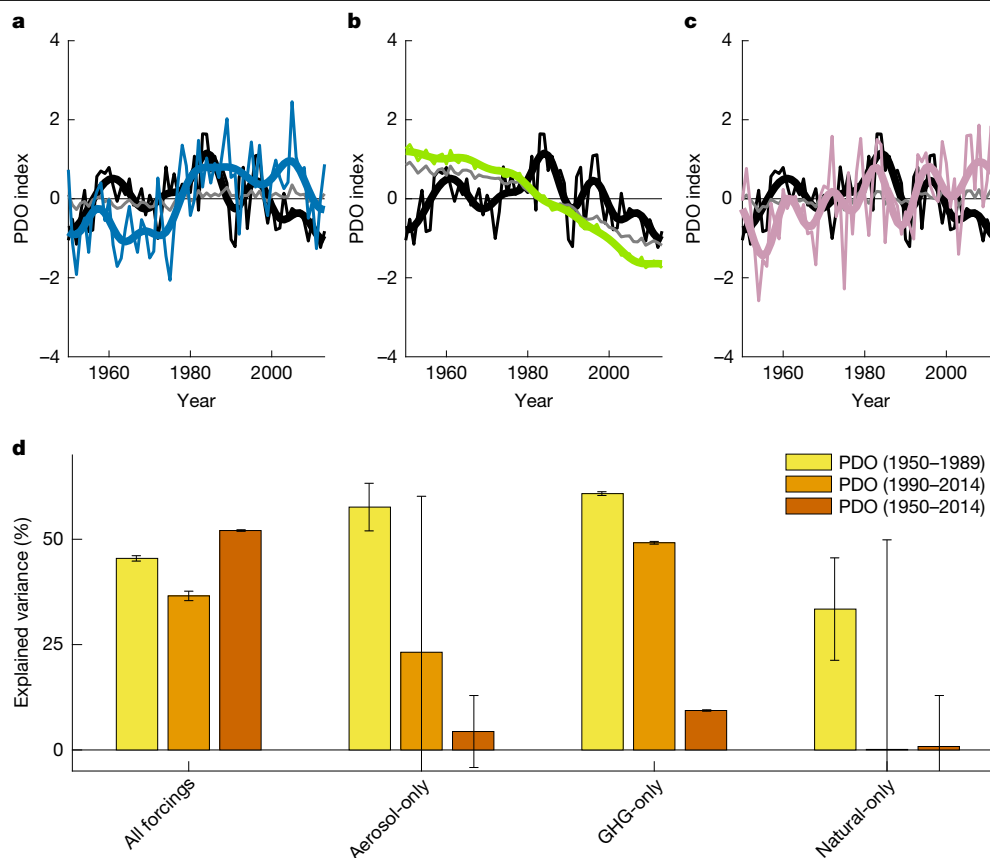 a
b
c
4
2
0
−2
−4
PDO index
1960
1980
2000
Year
4
2
0
−2
−4
PDO index
1960
1980
2000
Year
4
2
0
−2
−4
PDO index
1960
1980
2000
Year
d
PDO (1950–1989)
PDO (1990–2014)
PDO (1950–2014)
50
25
0
Explained variance (%)
All forcings
Aerosol-only
GHG-only
Natural-only